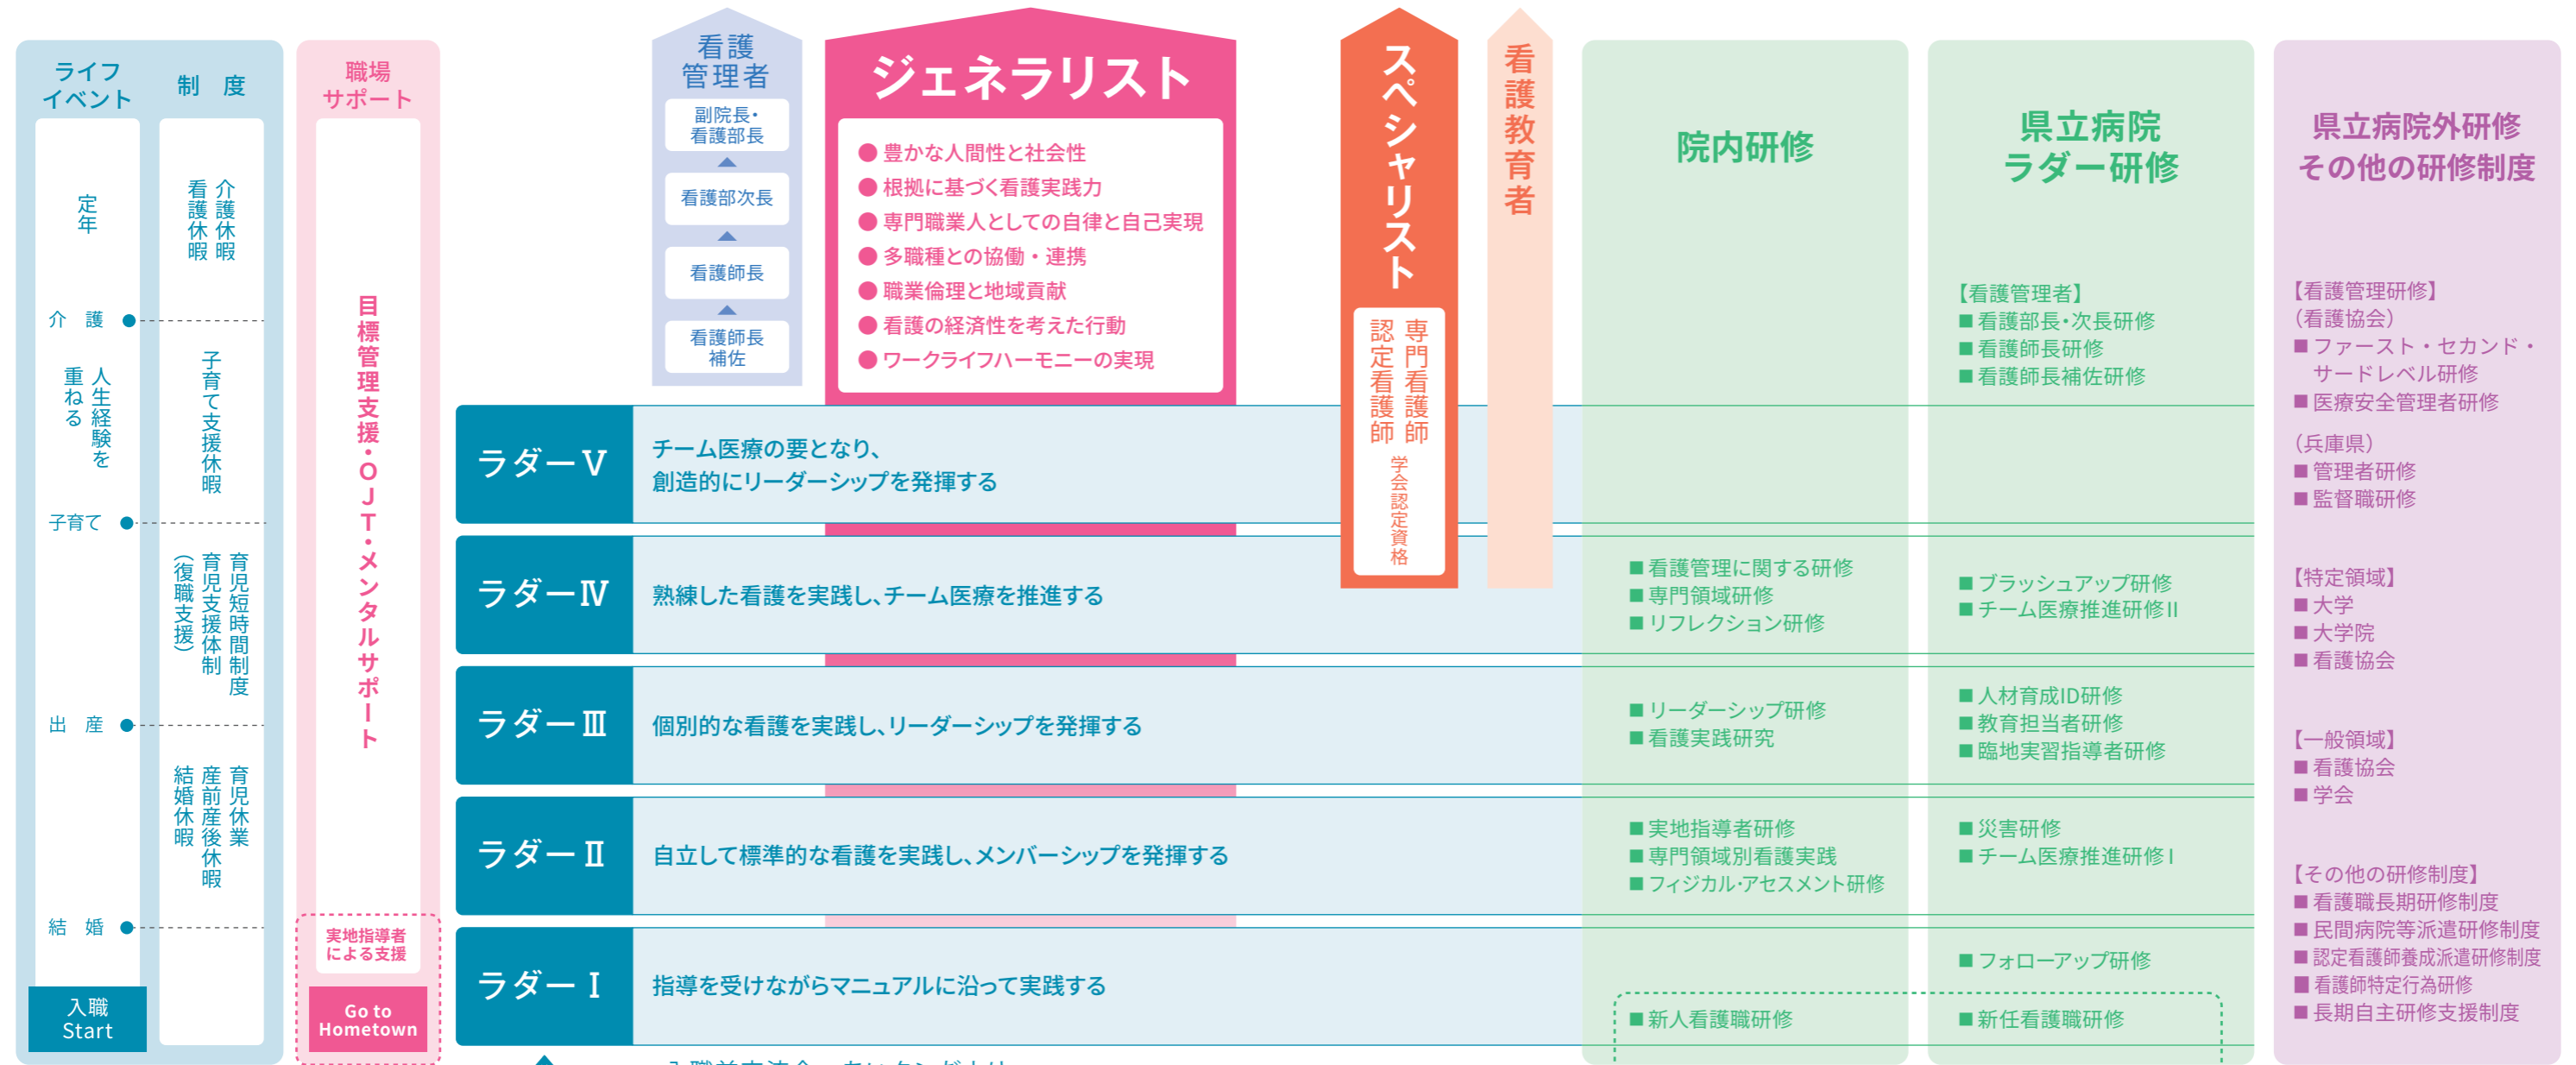 ライフ
イベント
制　度
定年
介護休暇
看護休暇
介　護
人生経験を
重ねる
子育て支援休暇
子育て
育児短時間制度
育児支援体制
（復職支援）
出　産
育児休業
産前産後休暇
結婚休暇
結　婚
入職
Start
職場
サポート
目標管理支援・OJT・メンタルサポート
実地指導者
による支援
Go to
Hometown
看護
管理者
副院長・
看護部長
看護部次長
看護師長
看護師長
補佐
ジェネラリスト
● 豊かな人間性と社会性
● 根拠に基づく看護実践力
● 専門職業人としての自律と自己実現
● 多職種との協働・連携
● 職業倫理と地域貢献
● 看護の経済性を考えた行動
● ワークライフハーモニーの実現
スペシャリスト
専門看護師
認定看護師
学会認定資格
看護教育者
ラダーⅤ
チーム医療の要となり、
創造的にリーダーシップを発揮する
ラダーⅣ
熟練した看護を実践し、チーム医療を推進する
ラダーⅢ
個別的な看護を実践し、リーダーシップを発揮する
ラダーⅡ
自立して標準的な看護を実践し、メンバーシップを発揮する
ラダーⅠ
指導を受けながらマニュアルに沿って実践する
院内研修
■ 看護管理に関する研修
■ 専門領域研修
■ リフレクション研修
■ リーダーシップ研修
■ 看護実践研究
■ 実地指導者研修
■ 専門領域別看護実践
■ フィジカル・アセスメント研修
■ 新人看護職研修
県立病院
ラダー研修
【看護管理者】
■ 看護部長・次長研修
■ 看護師長研修
■ 看護師長補佐研修
■ ブラッシュアップ研修
■ チーム医療推進研修Ⅱ
■ 人材育成ID研修
■ 教育担当者研修
■ 臨地実習指導者研修
■ 災害研修
■ チーム医療推進研修Ⅰ
■ フォローアップ研修
■ 新任看護職研修
県立病院外研修
その他の研修制度
【看護管理研修】
（看護協会）
■ ファースト・セカンド・
サードレベル研修
■ 医療安全管理者研修
（兵庫県）
■ 管理者研修
■ 監督職研修
【特定領域】
■ 大学
■ 大学院
■ 看護協会
【一般領域】
■ 看護協会
■ 学会
【その他の研修制度】
■ 看護職長期研修制度
■ 民間病院等派遣研修制度
■ 認定看護師養成派遣研修制度
■ 看護師特定行為研修
■ 長期自主研修支援制度